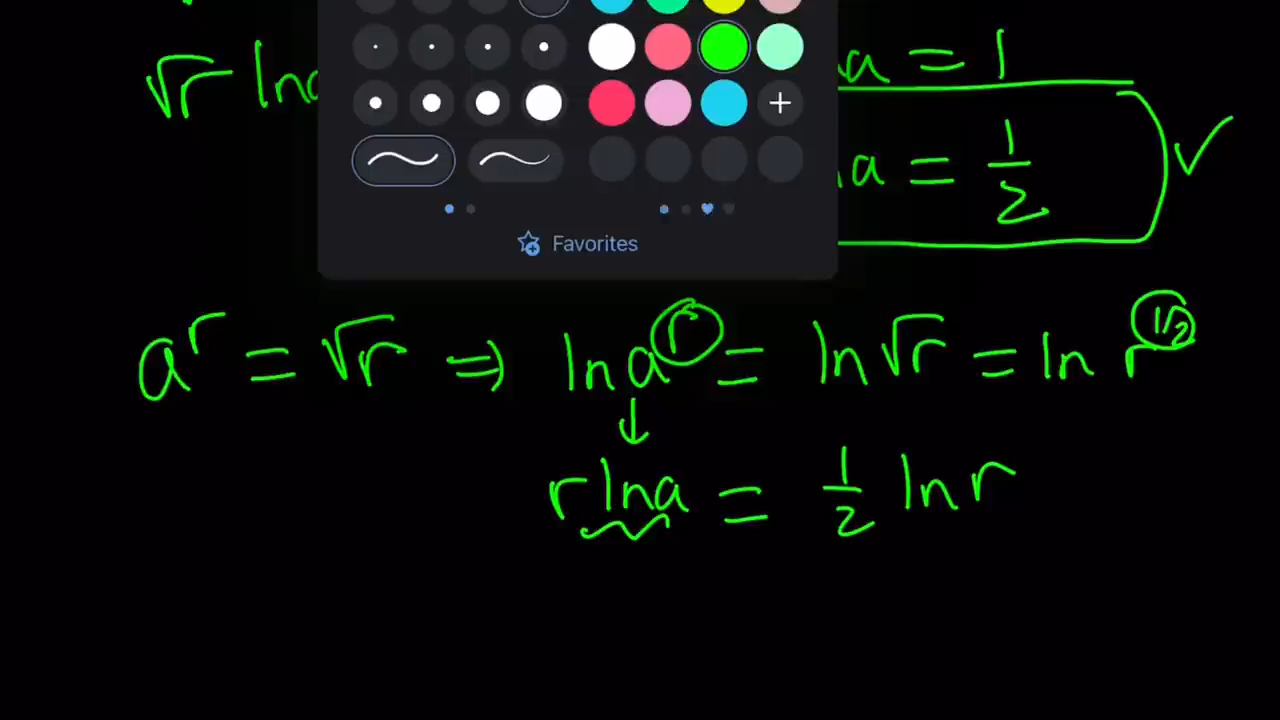 √r ln
a = 1
a = 1/2 ✓
Favorites
a^r = √r ⇒ ln a^r = ln √r = ln r^1/2
↓
r ln a = 1/2 ln r